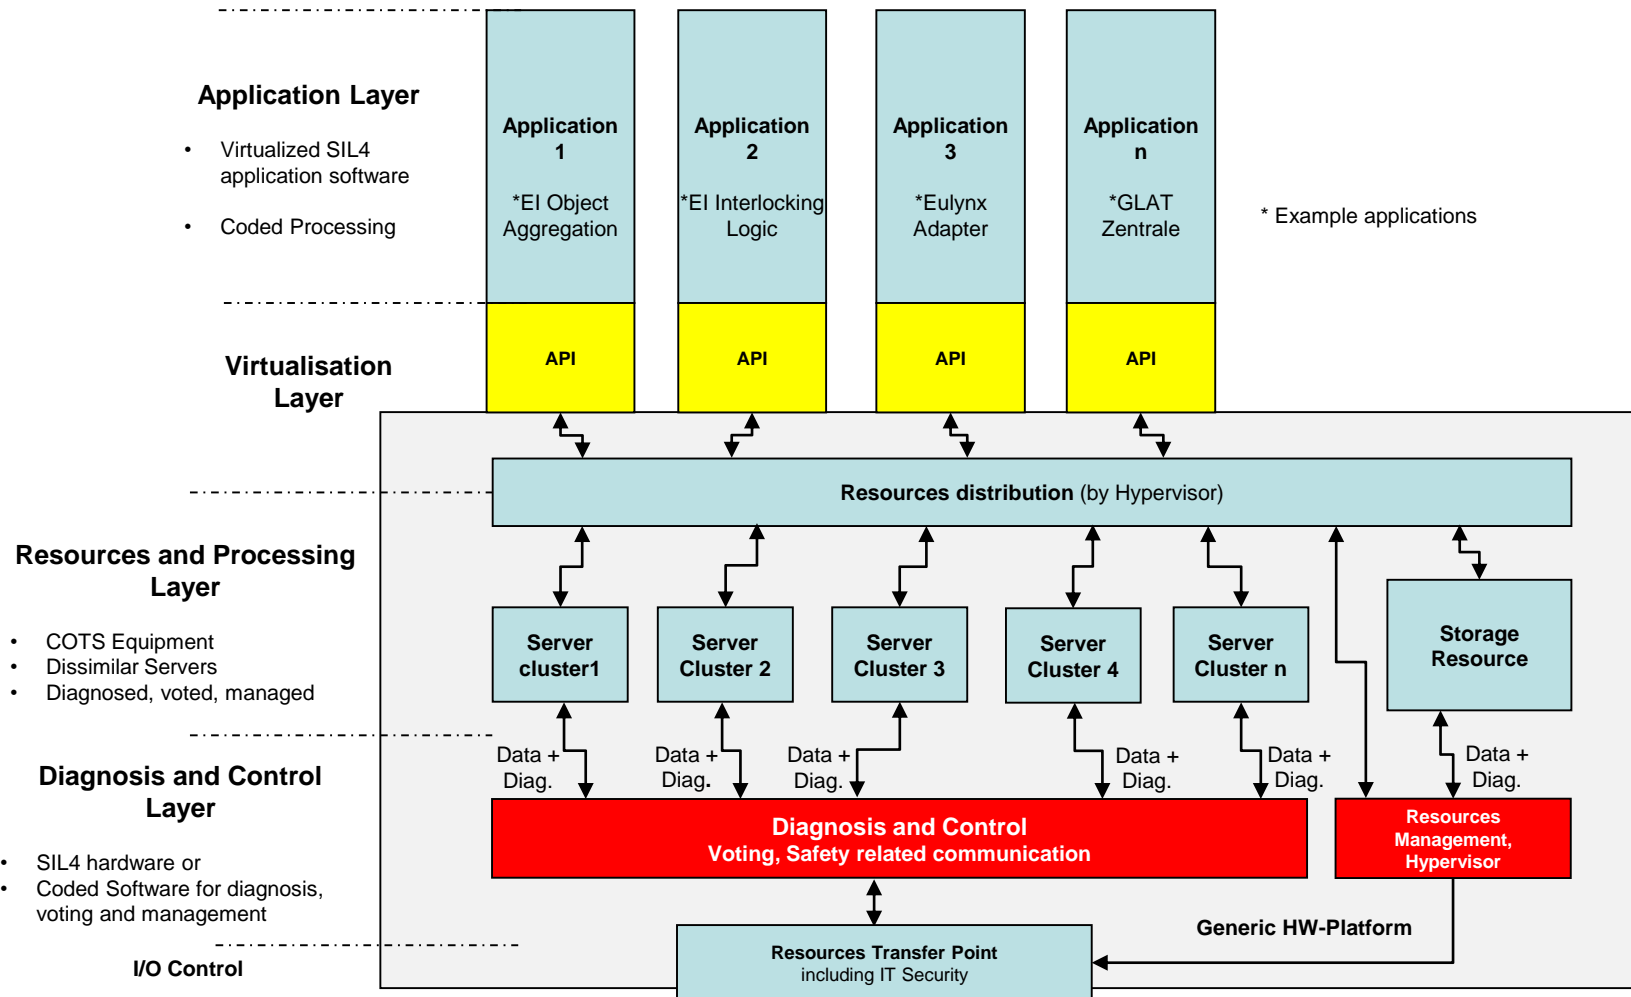 Application Layer
• Virtualized SIL4
application software
• Coded Processing
Application
1
*EI Object
Aggregation
Application
2
*EI Interlocking
Logic
Application
3
*Eulynx
Adapter
Application
n
*GLAT
Zentrale
* Example applications
Virtualisation
Layer
API
API
API
API
Resources distribution (by Hypervisor)
Resources and Processing
Layer
• COTS Equipment
• Dissimilar Servers
• Diagnosed, voted, managed
Server
cluster1
Server
Cluster 2
Server
Cluster 3
Server
Cluster 4
Server
Cluster n
Storage
Resource
Data +
Diag.
Data +
Diag.
Data +
Diag.
Data +
Diag.
Data +
Diag.
Data +
Diag.
Diagnosis and Control
Layer
• SIL4 hardware or
• Coded Software for diagnosis,
voting and management
Diagnosis and Control
Voting, Safety related communication
Resources
Management,
Hypervisor
Generic HW-Platform
I/O Control
Resources Transfer Point
including IT Security